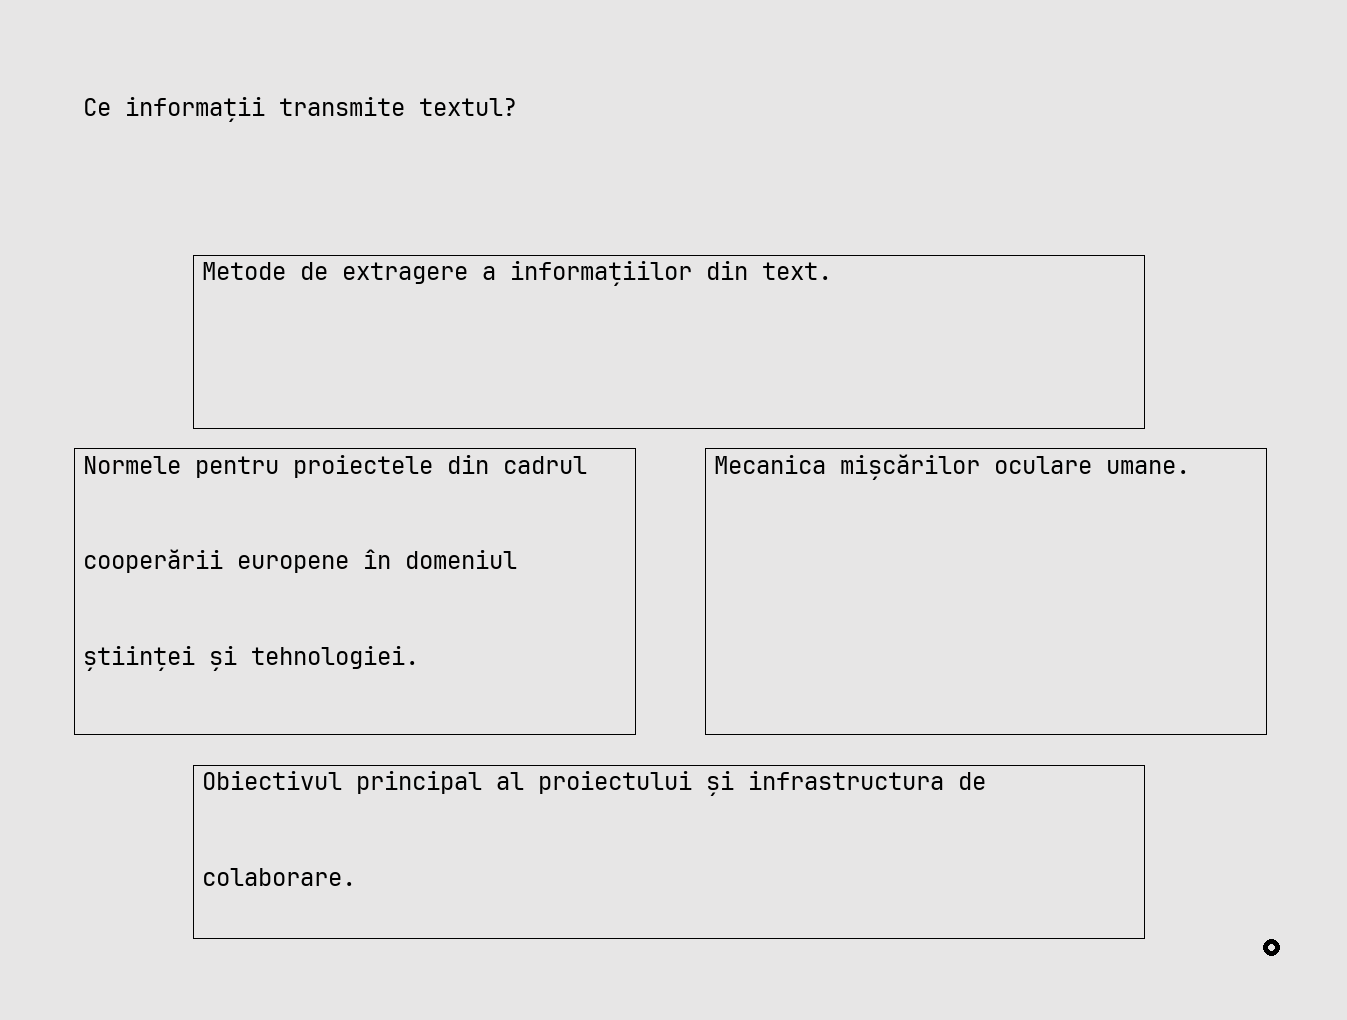 Ce informații transmite textul?
Metode de extragere a informațiilor din text.
Normele pentru proiectele din cadrul
cooperării europene în domeniul
științei și tehnologiei.
Mecanica mișcărilor oculare umane.
Obiectivul principal al proiectului și infrastructura de
colaborare.